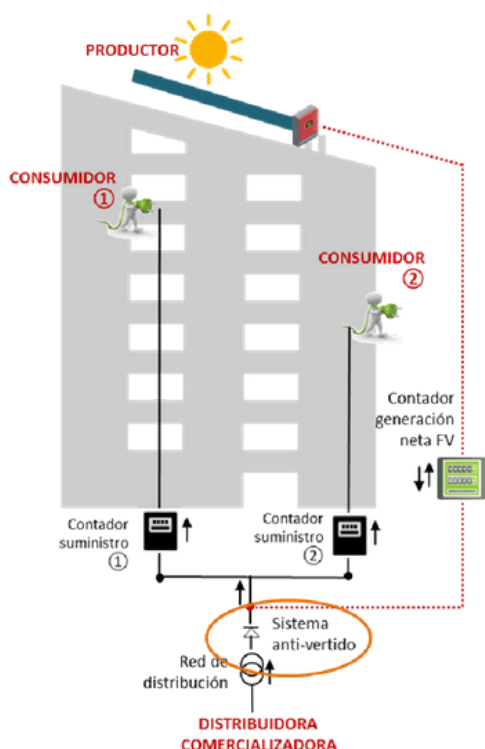 PRODUCTOR
CONSUMIDOR
①
CONSUMIDOR
②
Contador
generación
neta FV
Contador
suministro
①
Contador
suministro
②
Sistema
anti-vertido
Red de
distribución
DISTRIBUIDORA
COMERCIALIZADORA